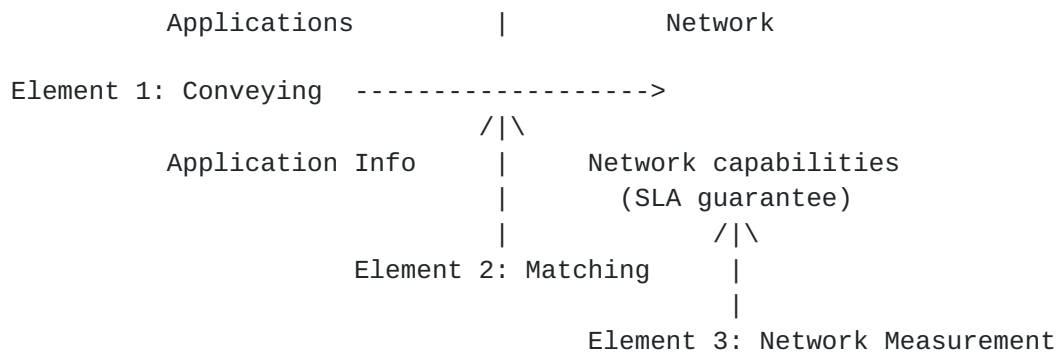 Applications | Network
Element 1: Conveying ------------------->
/|\
Application Info | Network capabilities
| (SLA guarantee)
| /|\
Element 2: Matching |
|
Element 3: Network Measurement